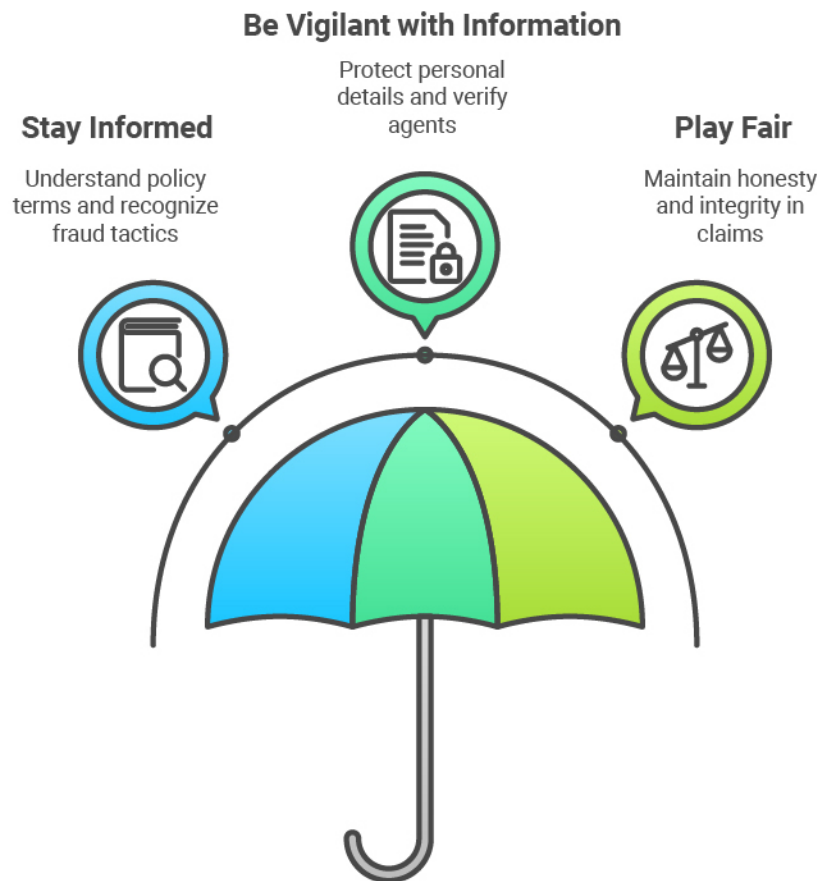 Be Vigilant with Information
Protect personal
details and verify
agents
Stay Informed
Understand policy
terms and recognize
fraud tactics
Play Fair
Maintain honesty
and integrity in
claims